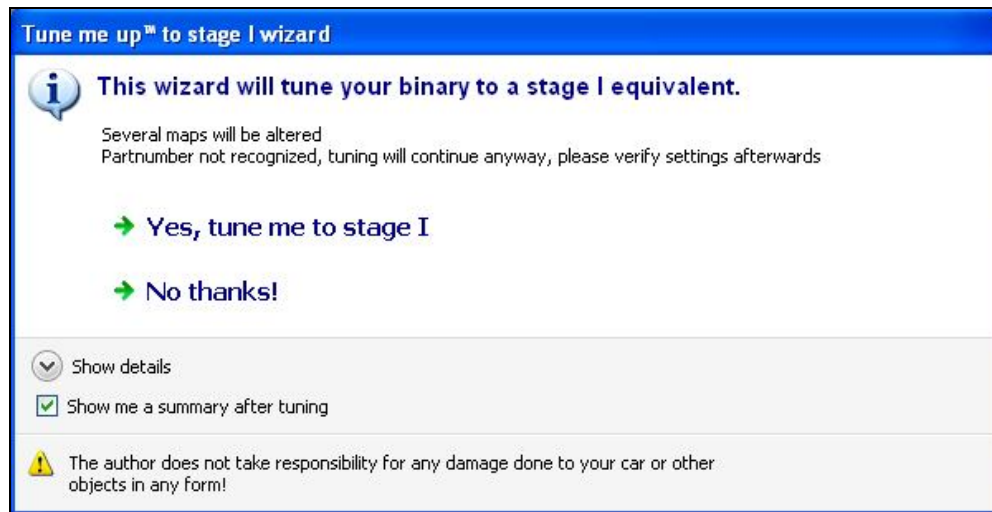 Tune me up™ to stage I wizard
This wizard will tune your binary to a stage I equivalent.
Several maps will be altered
Partnumber not recognized, tuning will continue anyway, please verify settings afterwards
Yes, tune me to stage I
No thanks!
Show details
Show me a summary after tuning
The author does not take responsibility for any damage done to your car or other
objects in any form!